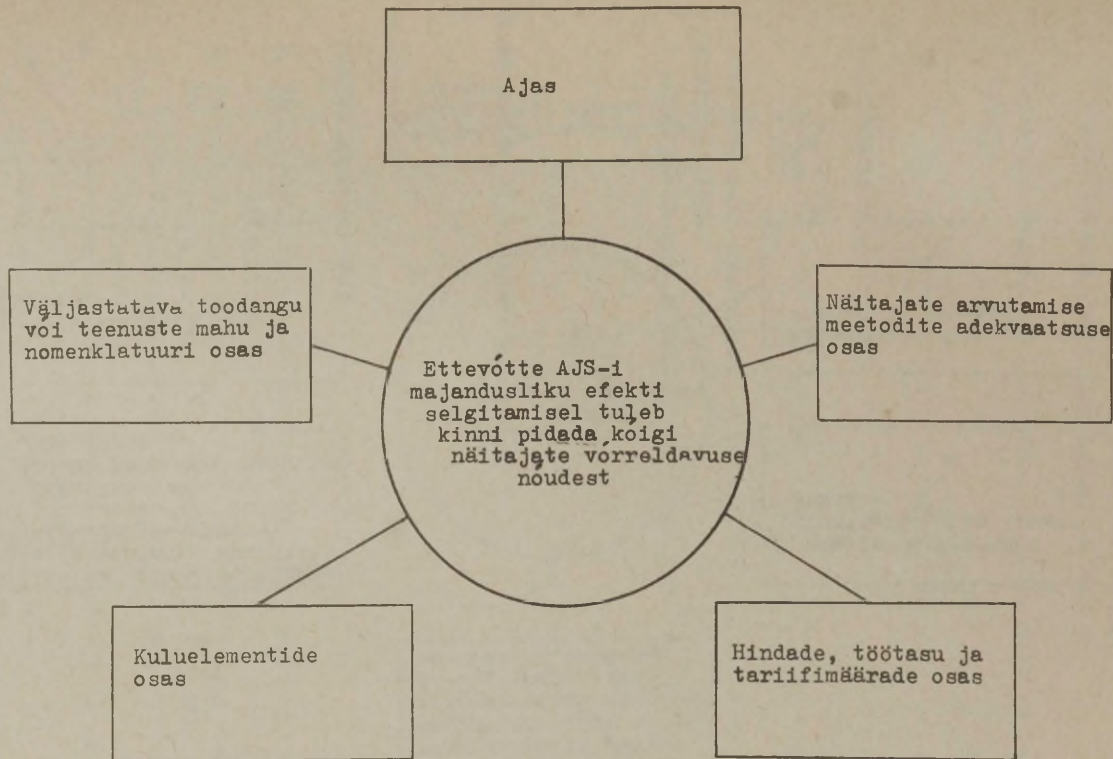 Ajas
Väljastatava toodangu
või teenuste mahu ja
nomenklatuuri osas
Näitajate arvutamise
meetodite adekvaatsuse
osas
Ettevõtte AJS-i
majandusliku efekti
selgitamisel tuleb
kinni pidada kõigi
näitajate võrreldavuse
nõudest
Kuluelementide
osas
Hindade, töötasu ja
tariifimäärade osas